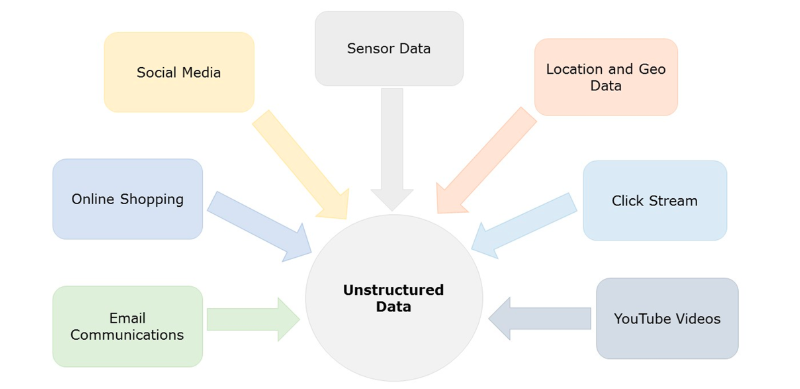 Sensor Data
Social Media
Location and Geo
Data
Online Shopping
Click Stream
Unstructured
Data
Email
Communications
YouTube Videos